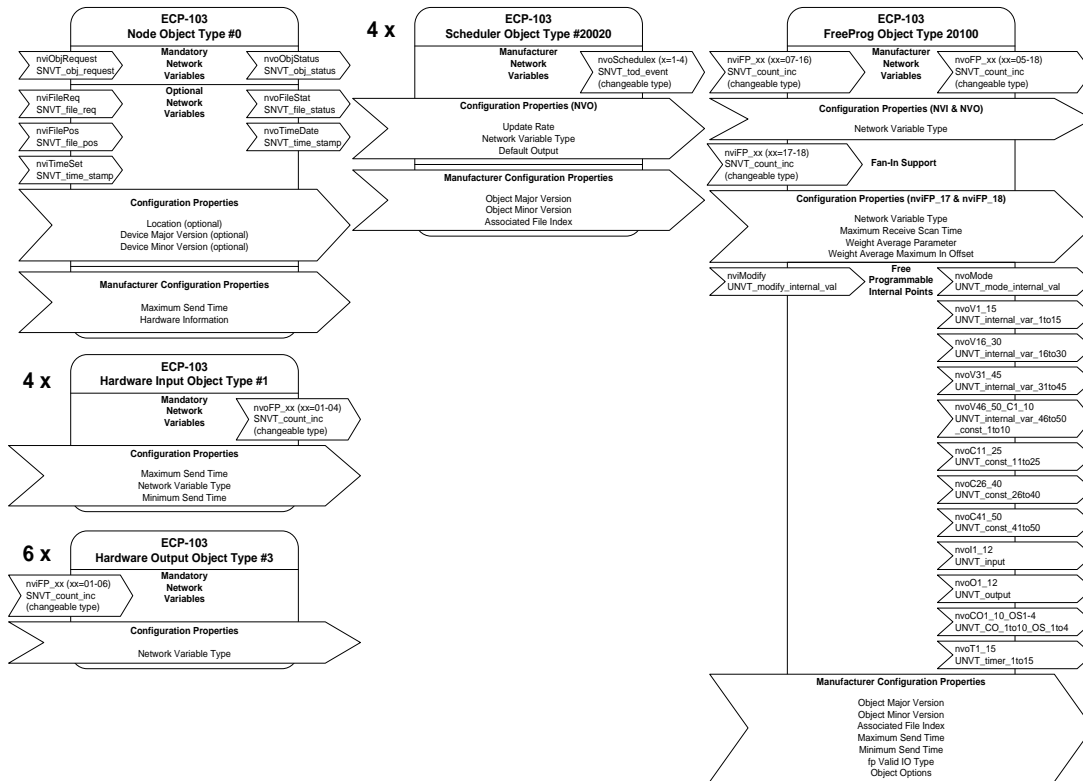 ECP-103
Node Object Type #0
Mandatory
Network
Variables
nviObjRequest
SNVT_obj_request
nvoObjStatus
SNVT_obj_status
Optional
Network
Variables
nviFileReq
SNVT_file_req
nvoFileStat
SNVT_file_status
nviFilePos
SNVT_file_pos
nvoTimeDate
SNVT_time_stamp
nviTimeSet
SNVT_time_stamp
Configuration Properties
Location (optional)
Device Major Version (optional)
Device Minor Version (optional)
Manufacturer Configuration Properties
Maximum Send Time
Hardware Information
4 x
ECP-103
Hardware Input Object Type #1
Mandatory
Network
Variables
nvoFP_xx (xx=01-04)
SNVT_count_inc
(changeable type)
Configuration Properties
Maximum Send Time
Network Variable Type
Minimum Send Time
6 x
ECP-103
Hardware Output Object Type #3
Mandatory
Network
Variables
nviFP_xx (xx=01-06)
SNVT_count_inc
(changeable type)
Configuration Properties
Network Variable Type
4 x
ECP-103
Scheduler Object Type #20020
Manufacturer
Network
Variables
nvoSchedulex (x=1-4)
SNVT_tod_event
(changeable type)
Configuration Properties (NVO)
Update Rate
Network Variable Type
Default Output
Manufacturer Configuration Properties
Object Major Version
Object Minor Version
Associated File Index
ECP-103
FreeProg Object Type 20100
Manufacturer
Network
Variables
nviFP_xx (xx=07-16)
SNVT_count_inc
(changeable type)
nvoFP_xx (xx=05-18)
SNVT_count_inc
(changeable type)
Configuration Properties (NVI & NVO)
Network Variable Type
nviFP_xx (xx=17-18)
SNVT_count_inc
(changeable type)
Fan-In Support
Configuration Properties (nviFP_17 & nviFP_18)
Network Variable Type
Maximum Receive Scan Time
Weight Average Parameter
Weight Average Maximum In Offset
nviModify
UNVT_modify_internal_val
Free
Programmable
Internal Points
nvoMode
UNVT_mode_internal_val
nvoV1_15
UNVT_internal_var_1to15
nvoV16_30
UNVT_internal_var_16to30
nvoV31_45
UNVT_internal_var_31to45
nvoV46_50_C1_10
UNVT_internal_var_46to50
_const_1to10
nvoC11_25
UNVT_const_11to25
nvoC26_40
UNVT_const_26to40
nvoC41_50
UNVT_const_41to50
nvoI1_12
UNVT_input
nvoO1_12
UNVT_output
nvoCO1_10_OS1-4
UNVT_CO_1to10_OS_1to4
nvoT1_15
UNVT_timer_1to15
Manufacturer Configuration Properties
Object Major Version
Object Minor Version
Associated File Index
Maximum Send Time
Minimum Send Time
fp Valid IO Type
Object Options